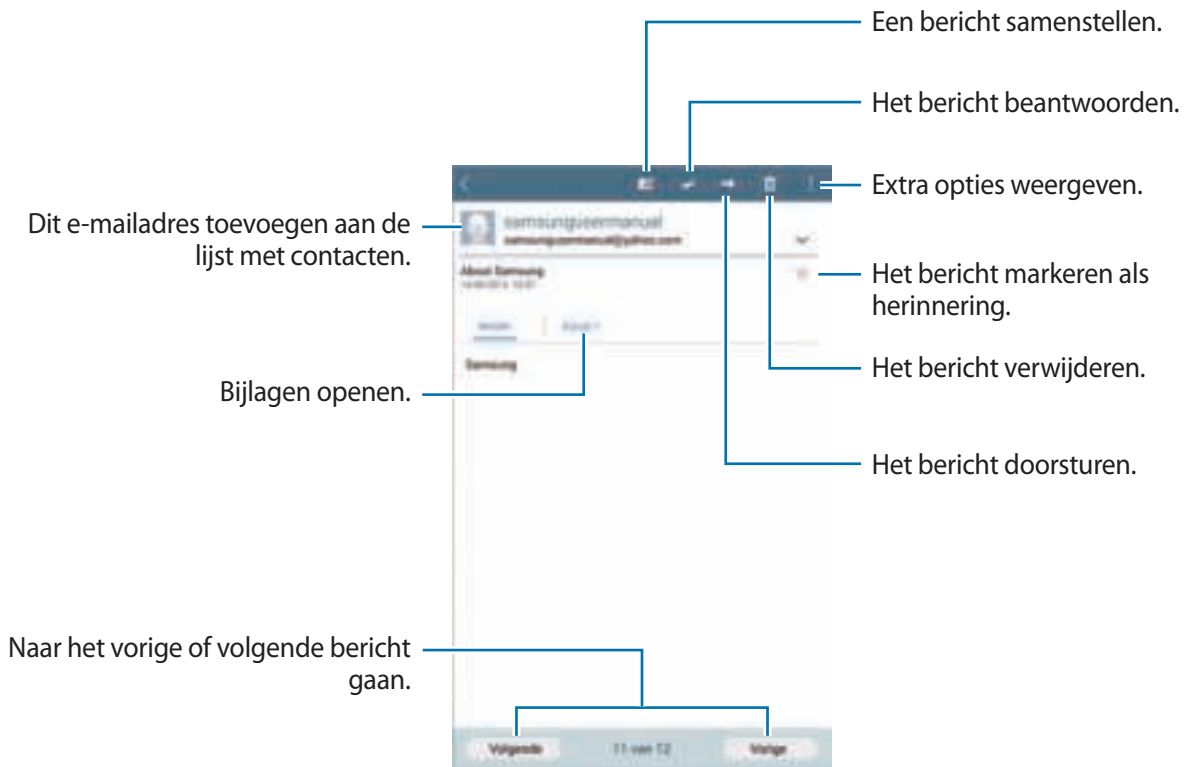 Een bericht samenstellen.
Het bericht beantwoorden.
Extra opties weergeven.
Dit e-mailadres toevoegen aan de
lijst met contacten.
samsungusermanual
samsungusermanual@yahoo.com
About Samsung
Het bericht markeren als
herinnering.
Samsung
Het bericht verwijderen.
Bijlagen openen.
Het bericht doorsturen.
Naar het vorige of volgende bericht
gaan.
Volgende 11 van 12 Vorige